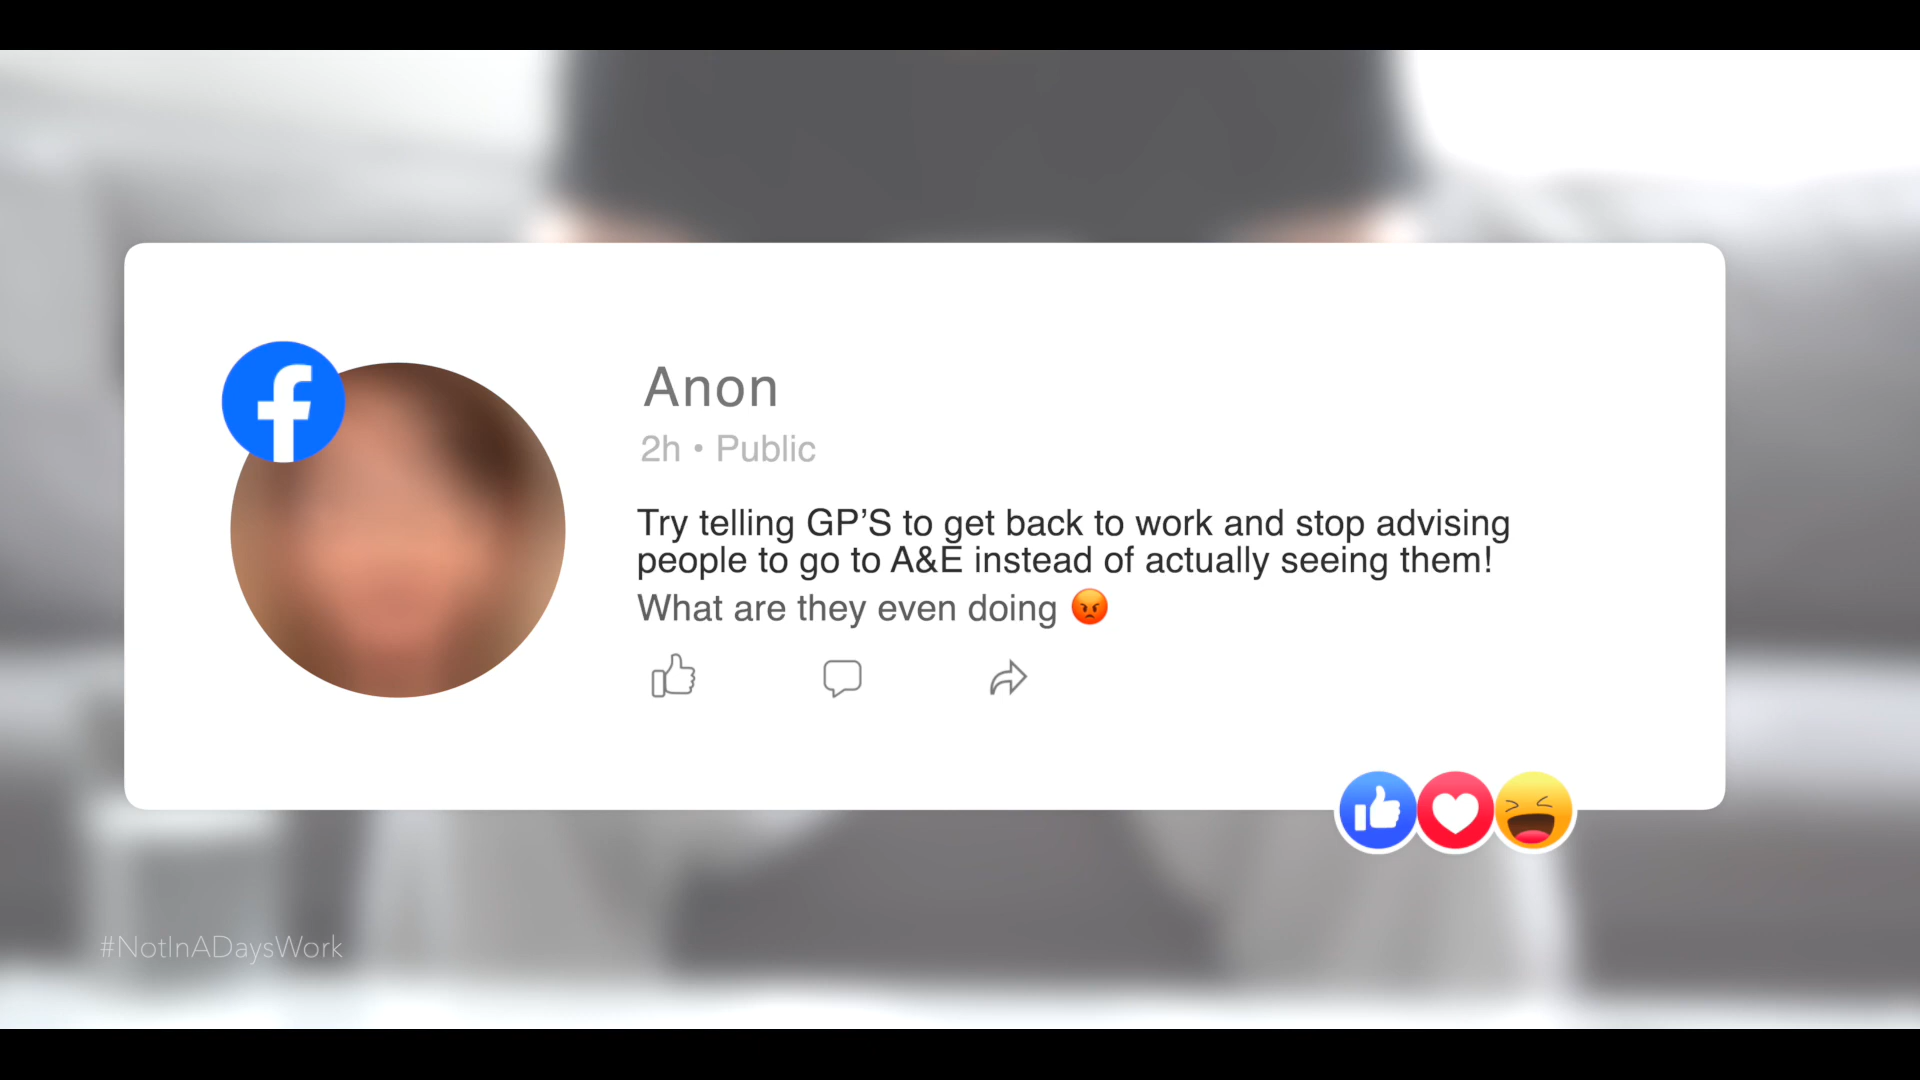 Anon
2h • Public
Try telling GP’S to get back to work and stop advising
people to go to A&E instead of actually seeing them!
What are they even doing 😡
#NotInADaysWork